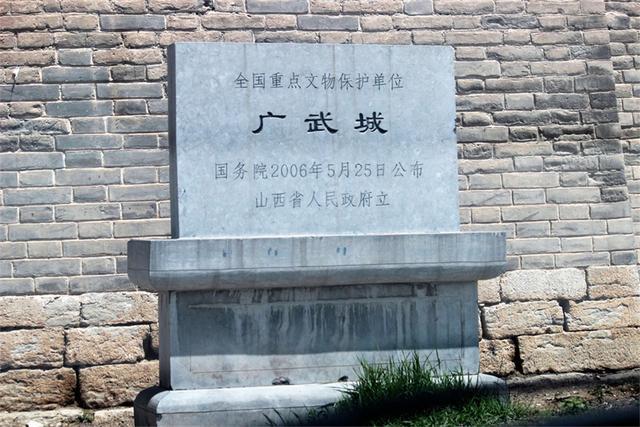 全国重点文物保护单位
广武城
国务院2006年5月25日公布
山西省人民政府立